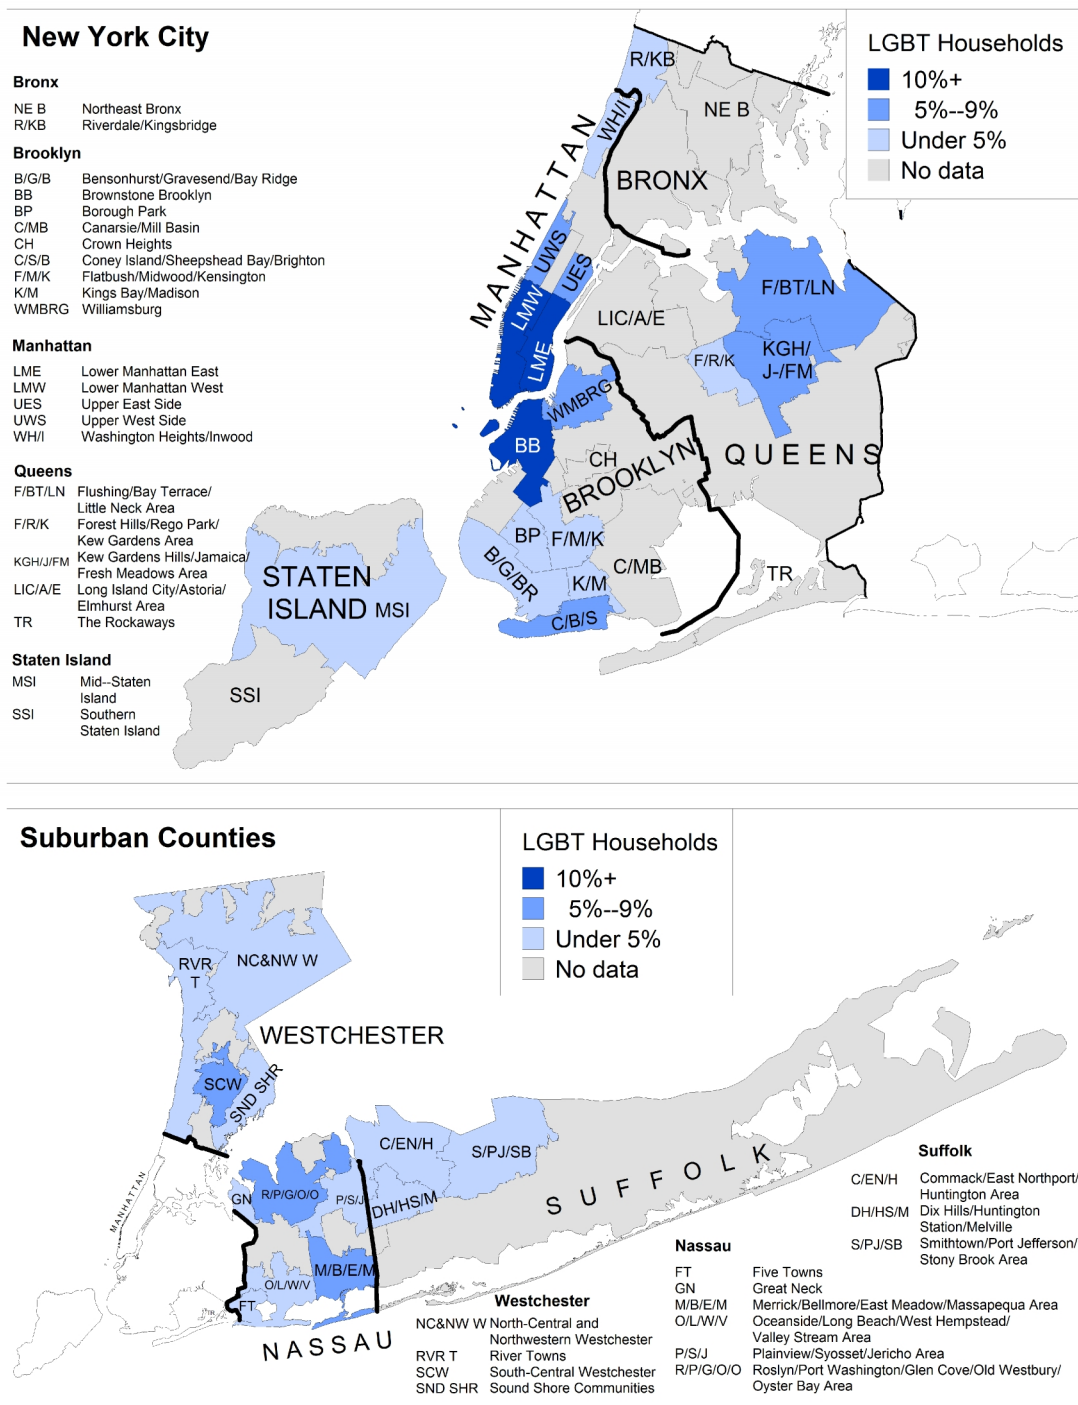 New York City
Bronx
NE B Northeast Bronx
R/KB Riverdale/Kingsbridge
Brooklyn
B/G/B Bensonhurst/Gravesend/Bay Ridge
BB Brownstone Brooklyn
BP Borough Park
C/MB Canarsie/Mill Basin
CH Crown Heights
C/S/B Coney Island/Sheepshead Bay/Brighton
F/M/K Flatbush/Midwood/Kensington
K/M Kings Bay/Madison
WMBRG Williamsburg
Manhattan
LME Lower Manhattan East
LMW Lower Manhattan West
UES Upper East Side
UWS Upper West Side
WH/I Washington Heights/Inwood
Queens
F/BT/LN Flushing/Bay Terrace/
Little Neck Area
F/R/K Forest Hills/Rego Park/
Kew Gardens Area
KGH/J/FM Kew Gardens Hills/Jamaica/
Fresh Meadows Area
LIC/A/E Long Island City/Astoria/
Elmhurst Area
TR The Rockaways
Staten Island
MSI Mid--Staten
Island
SSI Southern
Staten Island
LGBT Households
10%+
5%--9%
Under 5%
No data
R/KB
NE B
WH/I
MANHATTAN
BRONX
UWS
UES
LMW
LME
F/BT/LN
LIC/A/E
F/R/K
KGH/
J-/FM
WMBRG
BB
CH
BROOKLYN
QUEENS
BP
F/M/K
B/G/BR
K/M
C/MB
C/B/S
TR
STATEN
ISLAND MSI
SSI
Suburban Counties
LGBT Households
10%+
5%--9%
Under 5%
No data
RVR
T
NC&NW W
WESTCHESTER
SCW
SND SHR
MANHATTAN
C/EN/H
S/PJ/SB
GN
R/P/G/O/O
P/S/J
DH/HS/M
SUFFOLK
M/B/E/M
O/L/W/V
FT
TR
NASSAU
Suffolk
C/EN/H Commack/East Northport/
Huntington Area
DH/HS/M Dix Hills/Huntington
Station/Melville
S/PJ/SB Smithtown/Port Jefferson/
Stony Brook Area
Nassau
FT Five Towns
GN Great Neck
M/B/E/M Merrick/Bellmore/East Meadow/Massapequa Area
O/L/W/V Oceanside/Long Beach/West Hempstead/
Valley Stream Area
P/S/J Plainview/Syosset/Jericho Area
R/P/G/O/O Roslyn/Port Washington/Glen Cove/Old Westbury/
Oyster Bay Area
Westchester
NC&NW W North-Central and
Northwestern Westchester
RVR T River Towns
SCW South-Central Westchester
SND SHR Sound Shore Communities